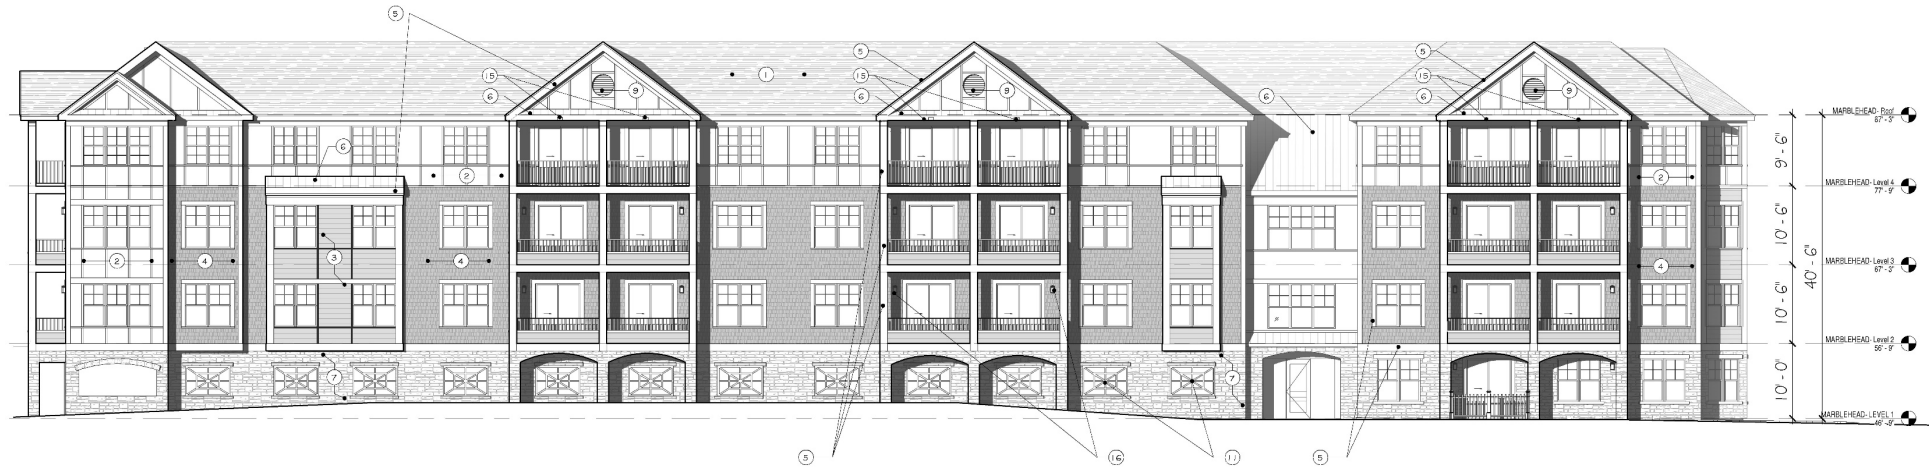 5
5
5
1
15
15
15
9
9
9
6
6
6
6
MARBLEHEAD- Roof
87' - 3"
9' - 6"
6
2
2
MARBLEHEAD- Level 4
77' - 9"
10' - 6"
3
2
4
4
4
MARBLEHEAD- Level 3
67' - 3"
40' - 6"
10' - 6"
MARBLEHEAD- Level 2
56' - 9"
7
7
10' - 0"
MARBLEHEAD- LEVEL 1
46' - 9"
5
16
11
5